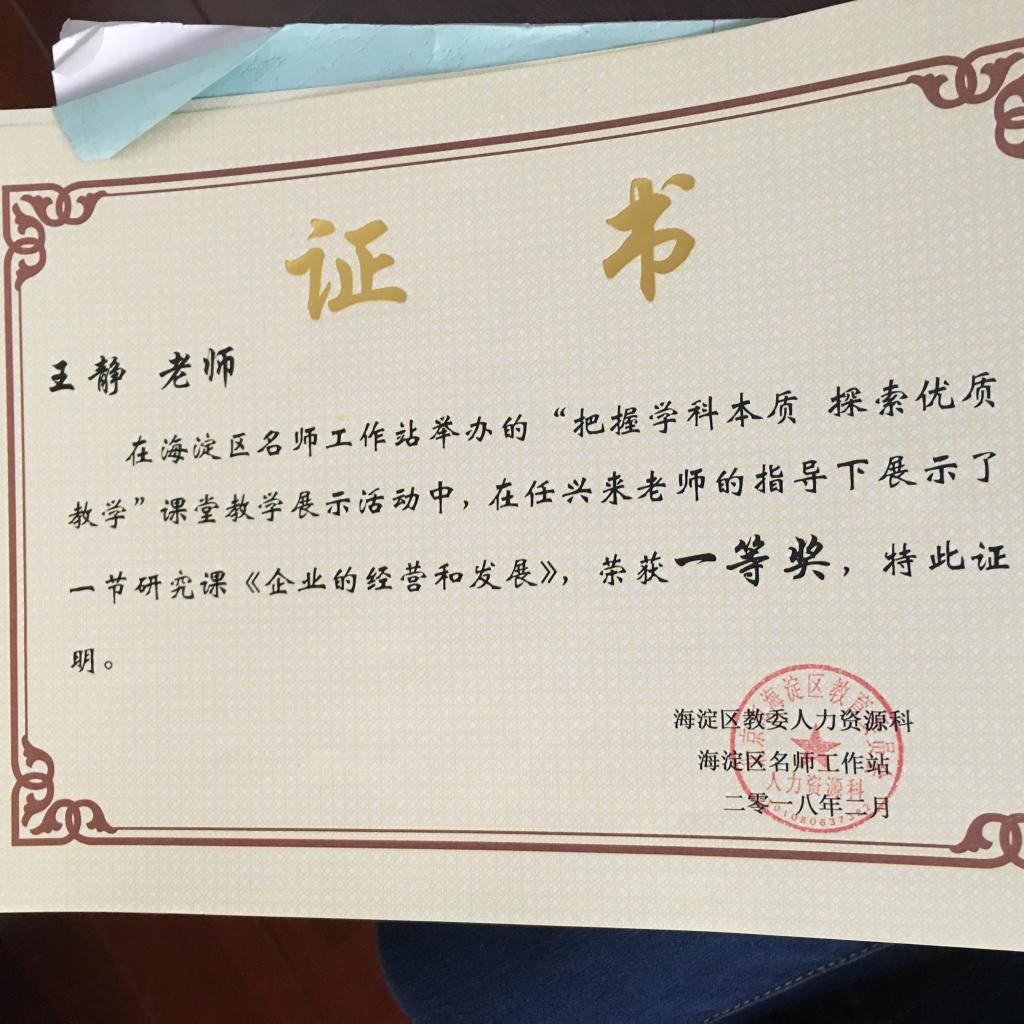 证 书
王静 老师
在海淀区名师工作站举办的“把握学科本质 探索优质
教学”课堂教学展示活动中，在任兴来老师的指导下展示了
一节研究课《企业的经营和发展》，荣获一等奖，特此证
明。
海淀区教委人力资源科
海淀区名师工作站
二零一八年二月
人力资源科